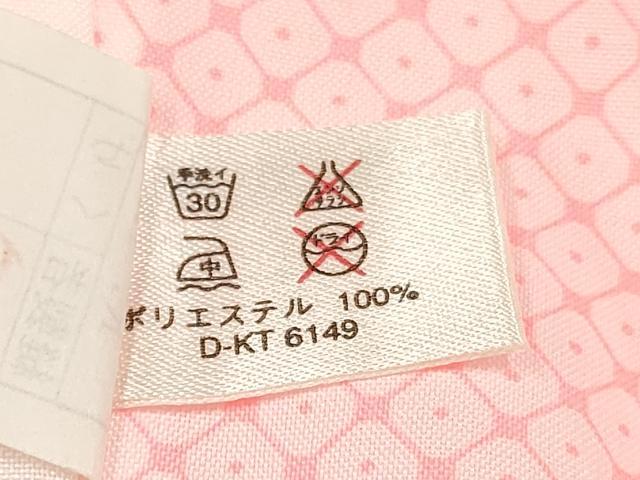 手洗イ
30
エンソ
サラシ
中
ドライ
ポリエステル 100%
D-KT 6149